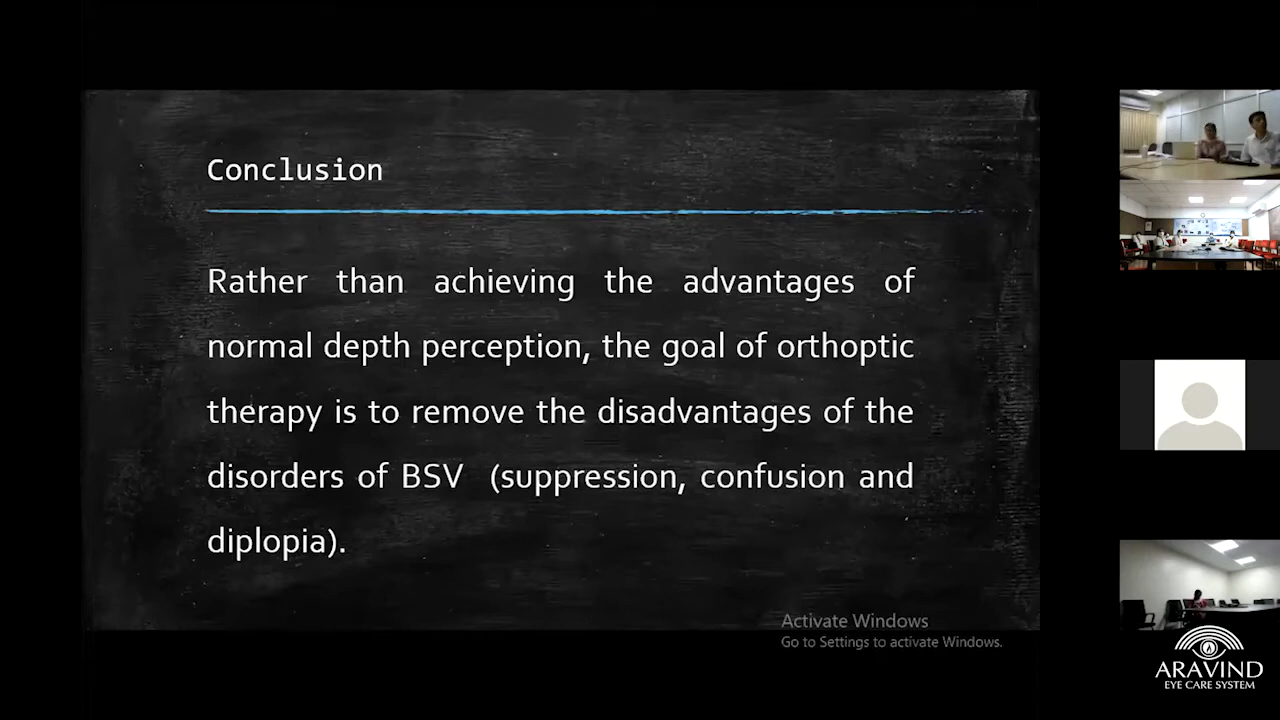 Conclusion
Rather than achieving the advantages of
normal depth perception, the goal of orthoptic
therapy is to remove the disadvantages of the
disorders of BSV (suppression, confusion and
diplopia).
Activate Windows
Go to Settings to activate Windows.
ARAVIND
EYE CARE SYSTEM